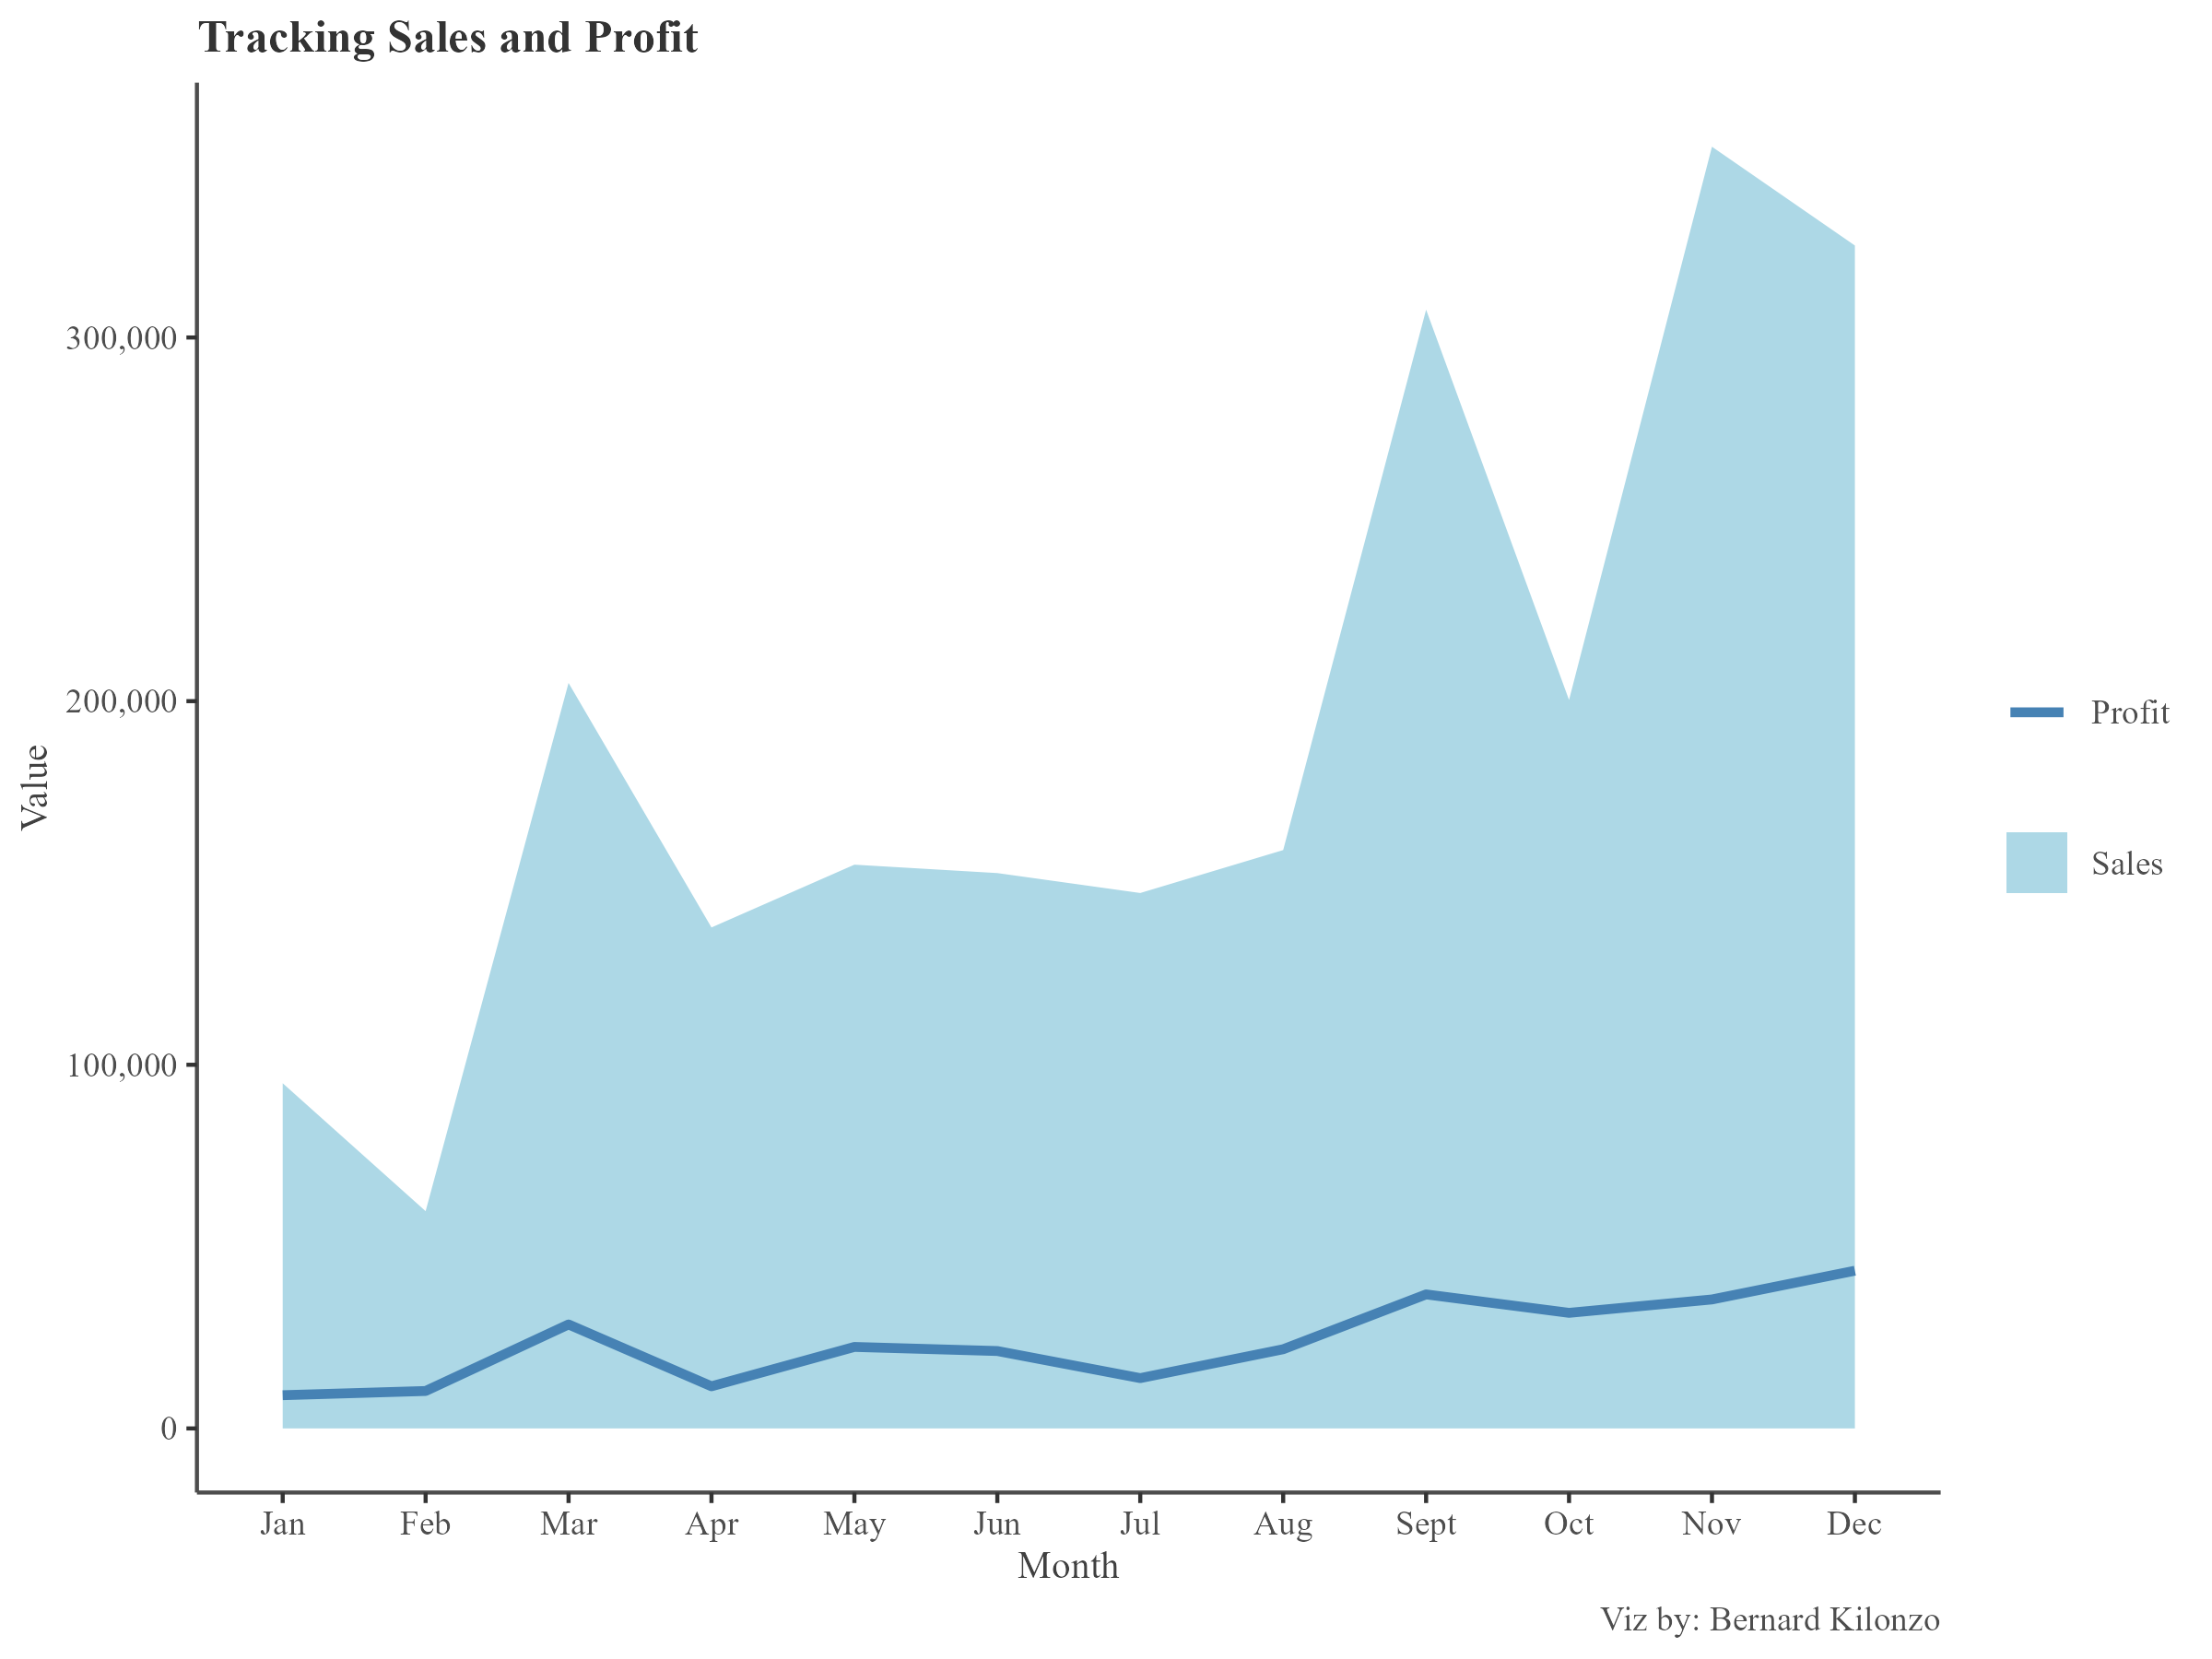 Tracking Sales and Profit
Value
300,000
200,000
100,000
0
Jan Feb Mar Apr May Jun Jul Aug Sept Oct Nov Dec
Month
Profit
Sales
Viz by: Bernard Kilonzo